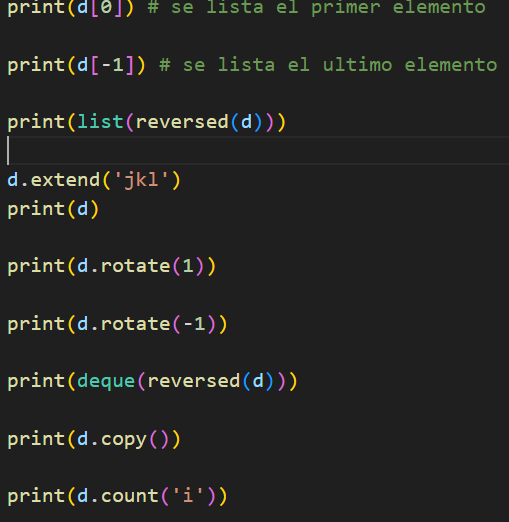 print(d[0]) # se lista el primer elemento
print(d[-1]) # se lista el ultimo elemento
print(list(reversed(d)))
d.extend('jkl')
print(d)
print(d.rotate(1))
print(d.rotate(-1))
print(deque(reversed(d)))
print(d.copy())
print(d.count('i'))